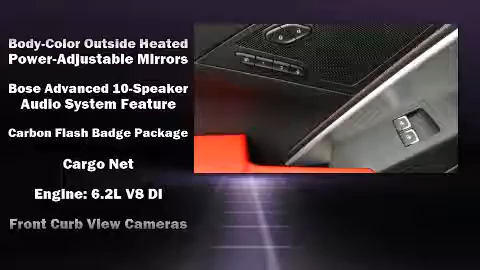 Body-Color Outside Heated
Power-Adjustable Mirrors
Bose Advanced 10-Speaker
Audio System Feature
Carbon Flash Badge Package
Cargo Net
Engine: 6.2L V8 DI
Front Curb View Cameras